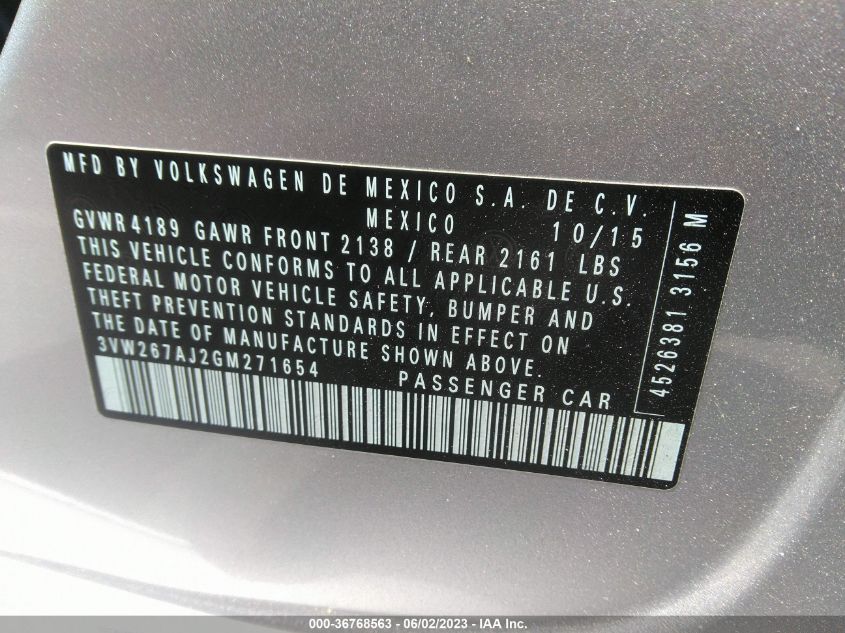 MFD BY VOLKSWAGEN DE MEXICO S.A. DE C.V.
MEXICO 10/15
GVWR 4189 GAWR FRONT 2138 / REAR 2161 LBS
THIS VEHICLE CONFORMS TO ALL APPLICABLE U.S.
FEDERAL MOTOR VEHICLE SAFETY, BUMPER AND
THEFT PREVENTION STANDARDS IN EFFECT ON
THE DATE OF MANUFACTURE SHOWN ABOVE.
3VW267AJ2GM271654 PASSENGER CAR
4526381 3156 M
000-36768563 - 06/02/2023 - IAA Inc.